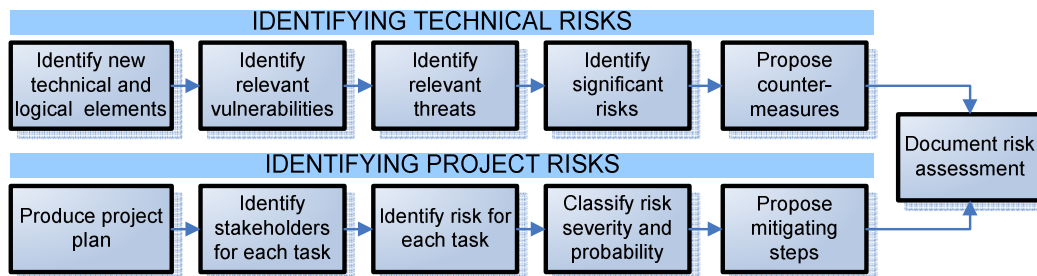 IDENTIFYING TECHNICAL RISKS
Identify new
technical and
logical elements
Identify
relevant
vulnerabilities
Identify
relevant
threats
Identify
significant
risks
Propose
counter-
measures
Document risk
assessment
IDENTIFYING PROJECT RISKS
Produce project
plan
Identify
stakeholders
for each task
Identify risk for
each task
Classify risk
severity and
probability
Propose
mitigating
steps